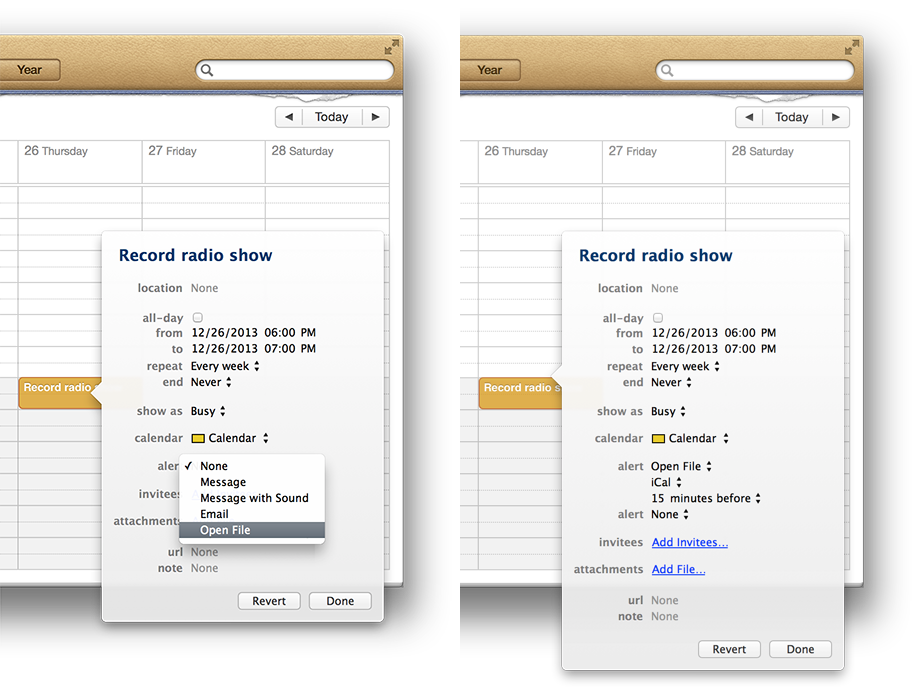 Year
Today
26 Thursday 27 Friday 28 Saturday
Record radio show
location None
all-day
from 12/26/2013 06:00 PM
to 12/26/2013 07:00 PM
repeat Every week
end Never
Record radio
show as Busy
calendar Calendar
aler None
Message
invitees
Message with Sound
Email
attachments
Open File
url None
note None
Revert Done
Year
Today
26 Thursday 27 Friday 28 Saturday
Record radio show
location None
all-day
from 12/26/2013 06:00 PM
to 12/26/2013 07:00 PM
repeat Every week
end Never
Record radio s
show as Busy
calendar Calendar
alert Open File
iCal
15 minutes before
alert None
invitees Add Invitees...
attachments Add File...
url None
note None
Revert Done